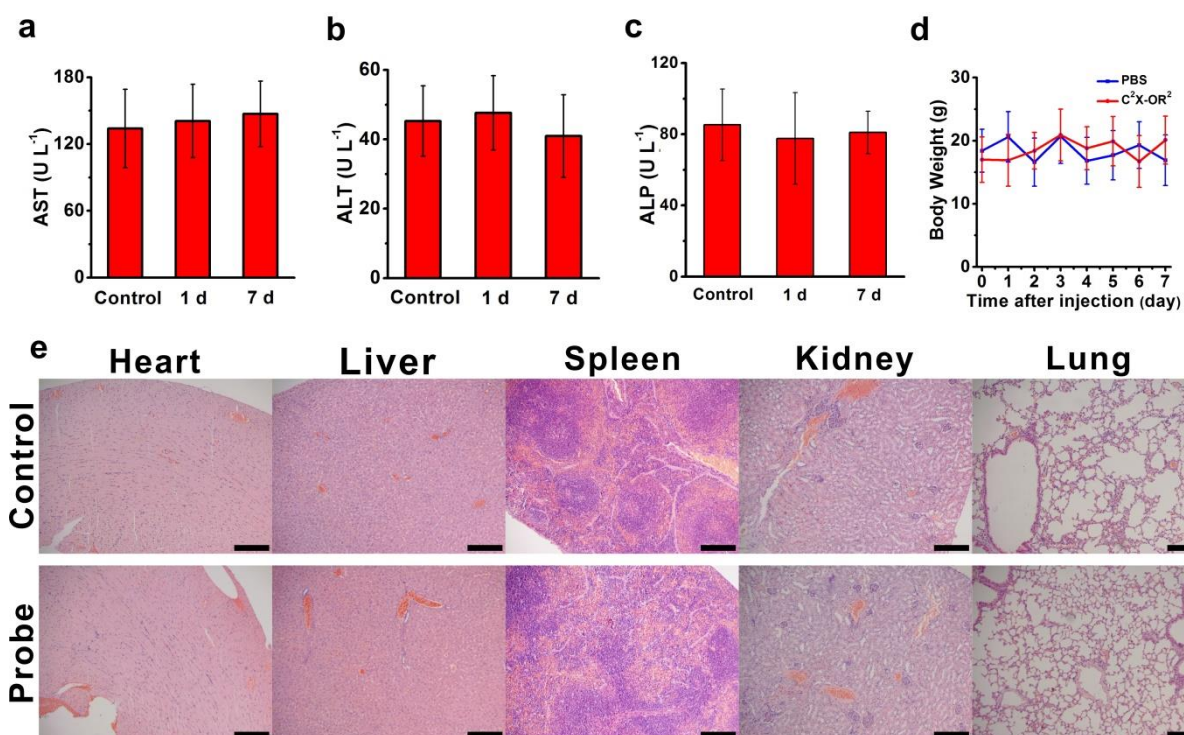 a
AST (U L⁻¹)
180
120
60
0
Control 1 d 7 d
b
ALT (U L⁻¹)
60
40
20
0
Control 1 d 7 d
c
ALP (U L⁻¹)
120
80
40
0
Control 1 d 7 d
d
Body Weight (g)
30
20
10
0
PBS
C²X-OR²
0 1 2 3 4 5 6 7
Time after injection (day)
e
Heart Liver Spleen Kidney Lung
Control
Probe